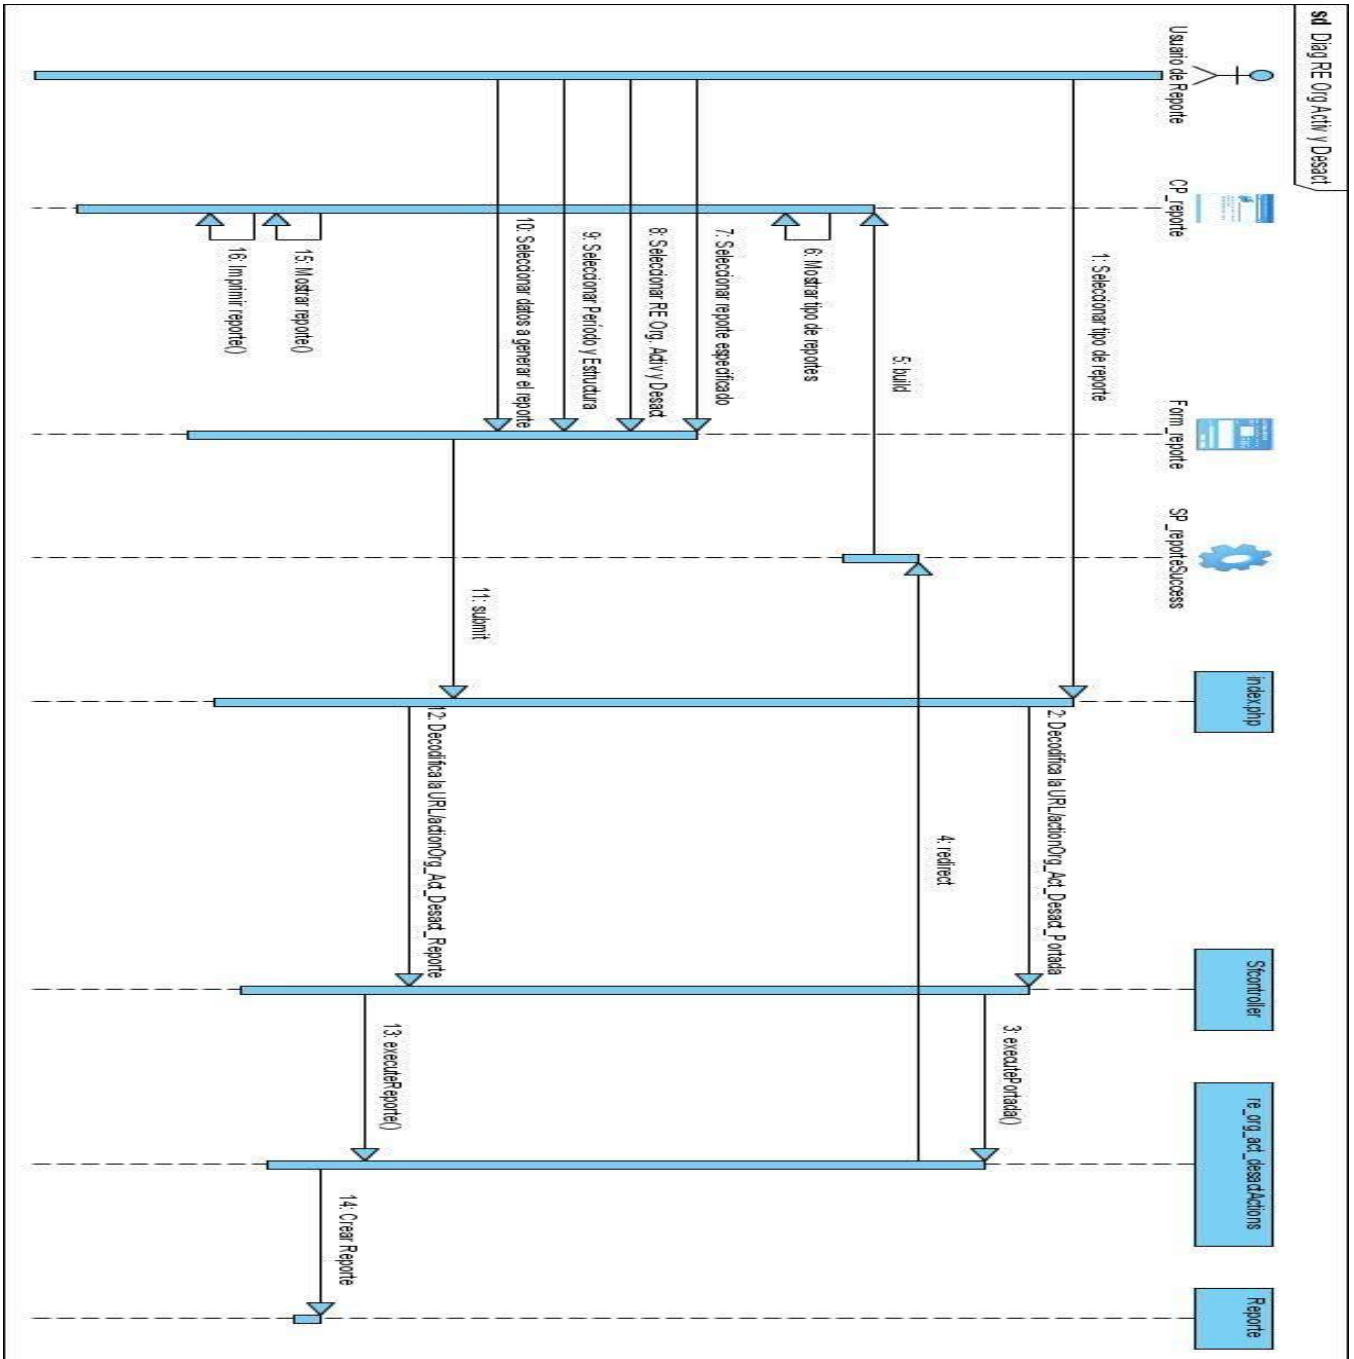 sd Diag RE Org Activ y Desact
Usuario de Reporte
CP_reporte
Form_reporte
SP_reporteSuccess
index.php
Sfcontroller
re_org_act_desactActions
Reporte
1: Seleccionar tipo de reporte
2: Decodifica la URL/actionOrg_Act_Desact_Portada
3: executePortada()
4: redirect
5: build
6: Mostrar tipo de reportes
7: Seleccionar reporte especificado
8: Seleccionar RE Org. Activ y Desact
9: Seleccionar Período y Estructura
10: Seleccionar datos a generar el reporte
11: submit
12: Decodifica la URL/actionOrg_Act_Desact_Reporte
13: executeReporte()
14: Crear Reporte
15: Mostrar reporte()
16: Imprimir reporte()